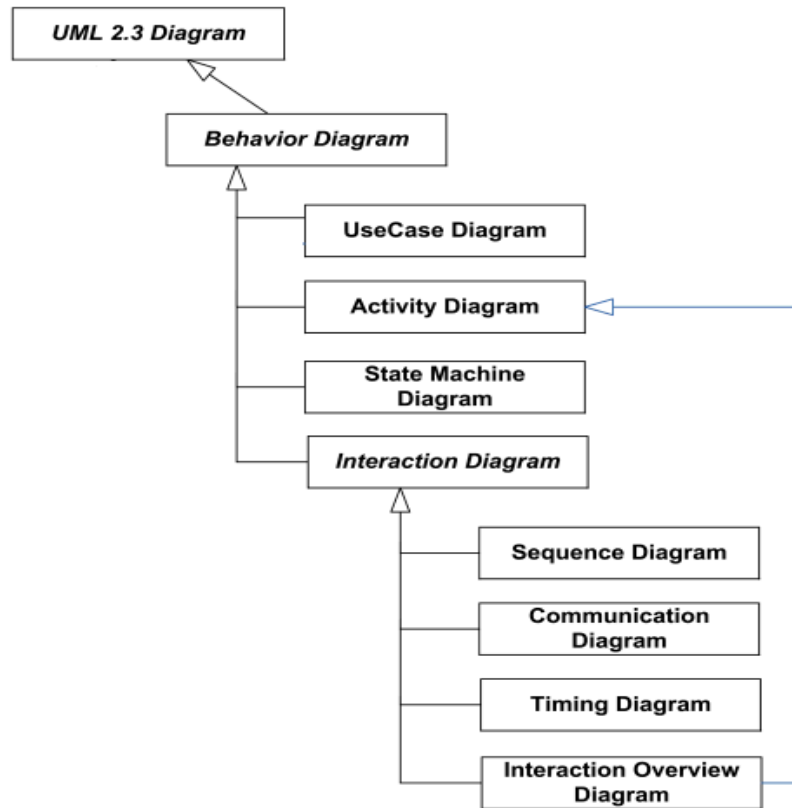 UML 2.3 Diagram
Behavior Diagram
UseCase Diagram
Activity Diagram
State Machine
Diagram
Interaction Diagram
Sequence Diagram
Communication
Diagram
Timing Diagram
Interaction Overview
Diagram